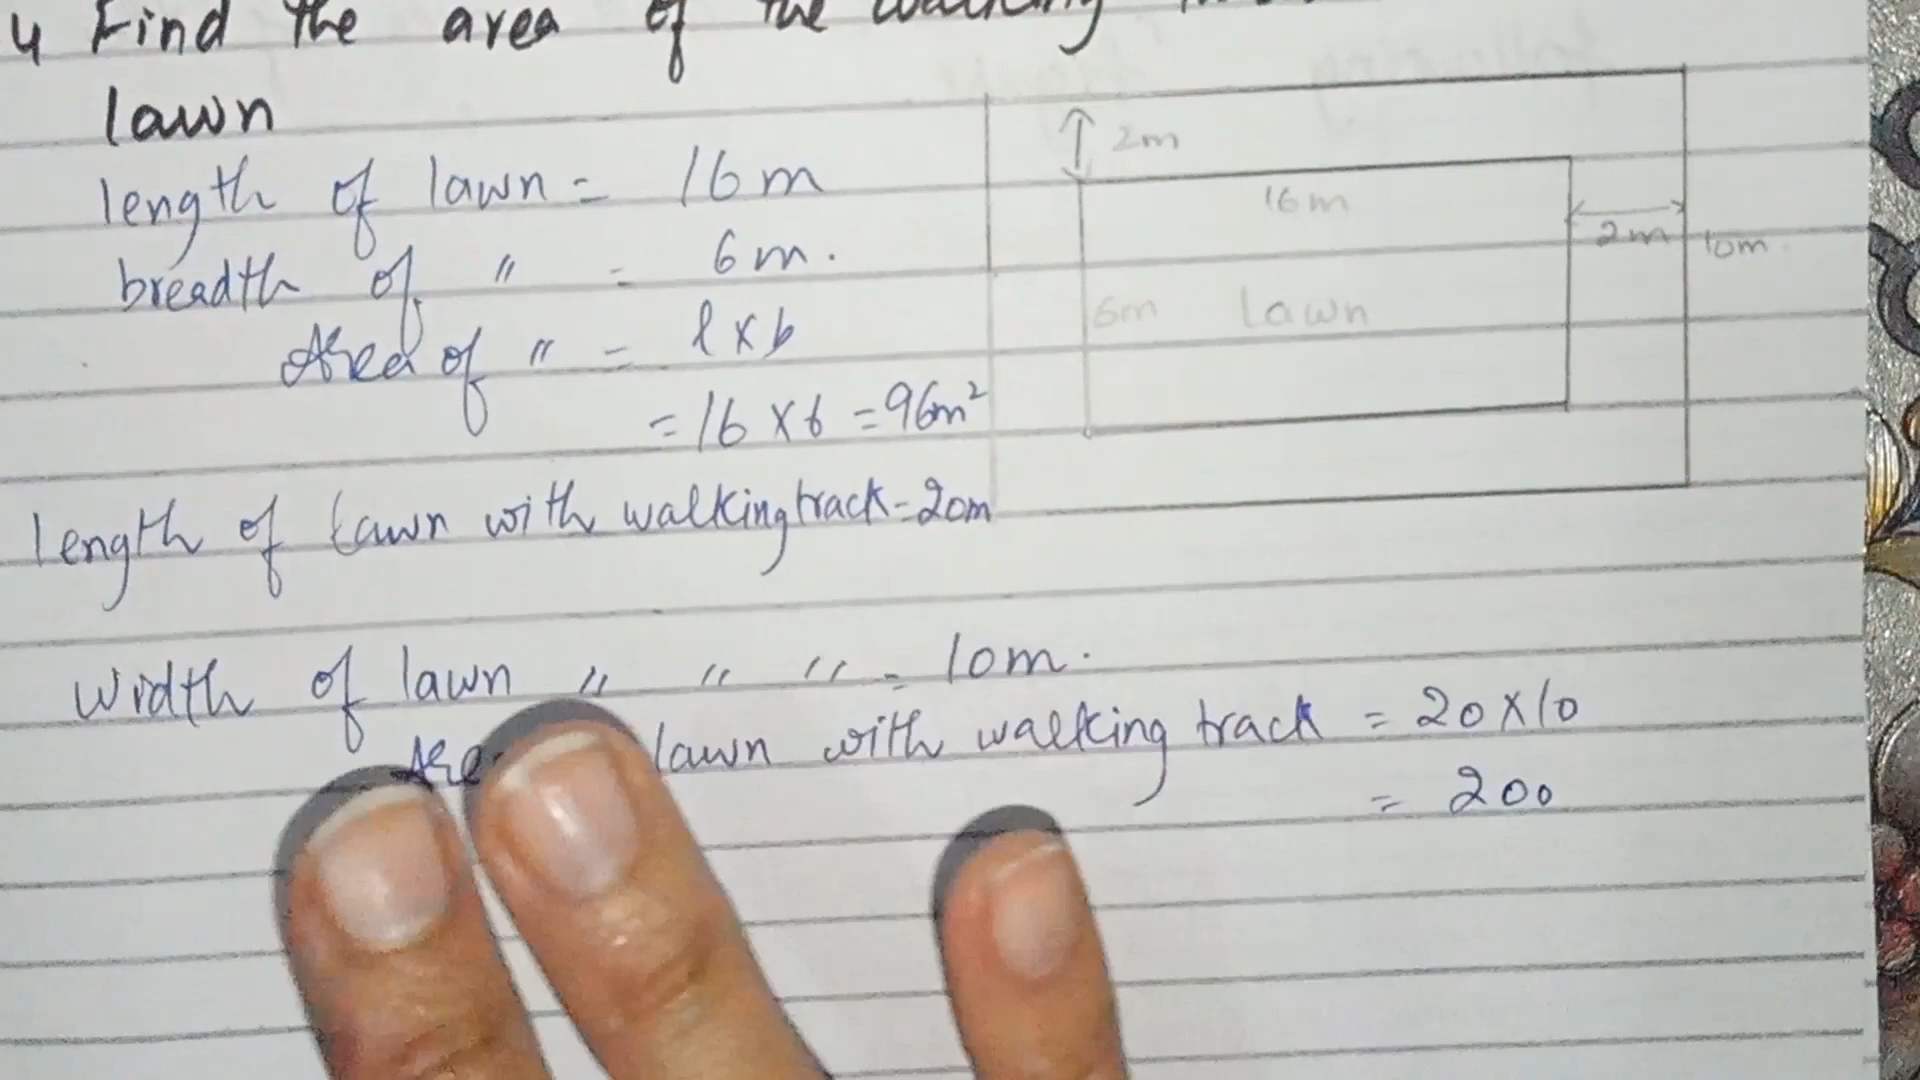 4 Find the area of the walking
lawn
length of lawn = 16m
breadth of " = 6m.
Area of " = l x b
= 16 x 6 = 96m²
length of lawn with walking track = 20m
width of lawn " " " = 10m.
lawn with walking track = 20 x 10
= 200
2m
16m
2m
10m
6m
lawn